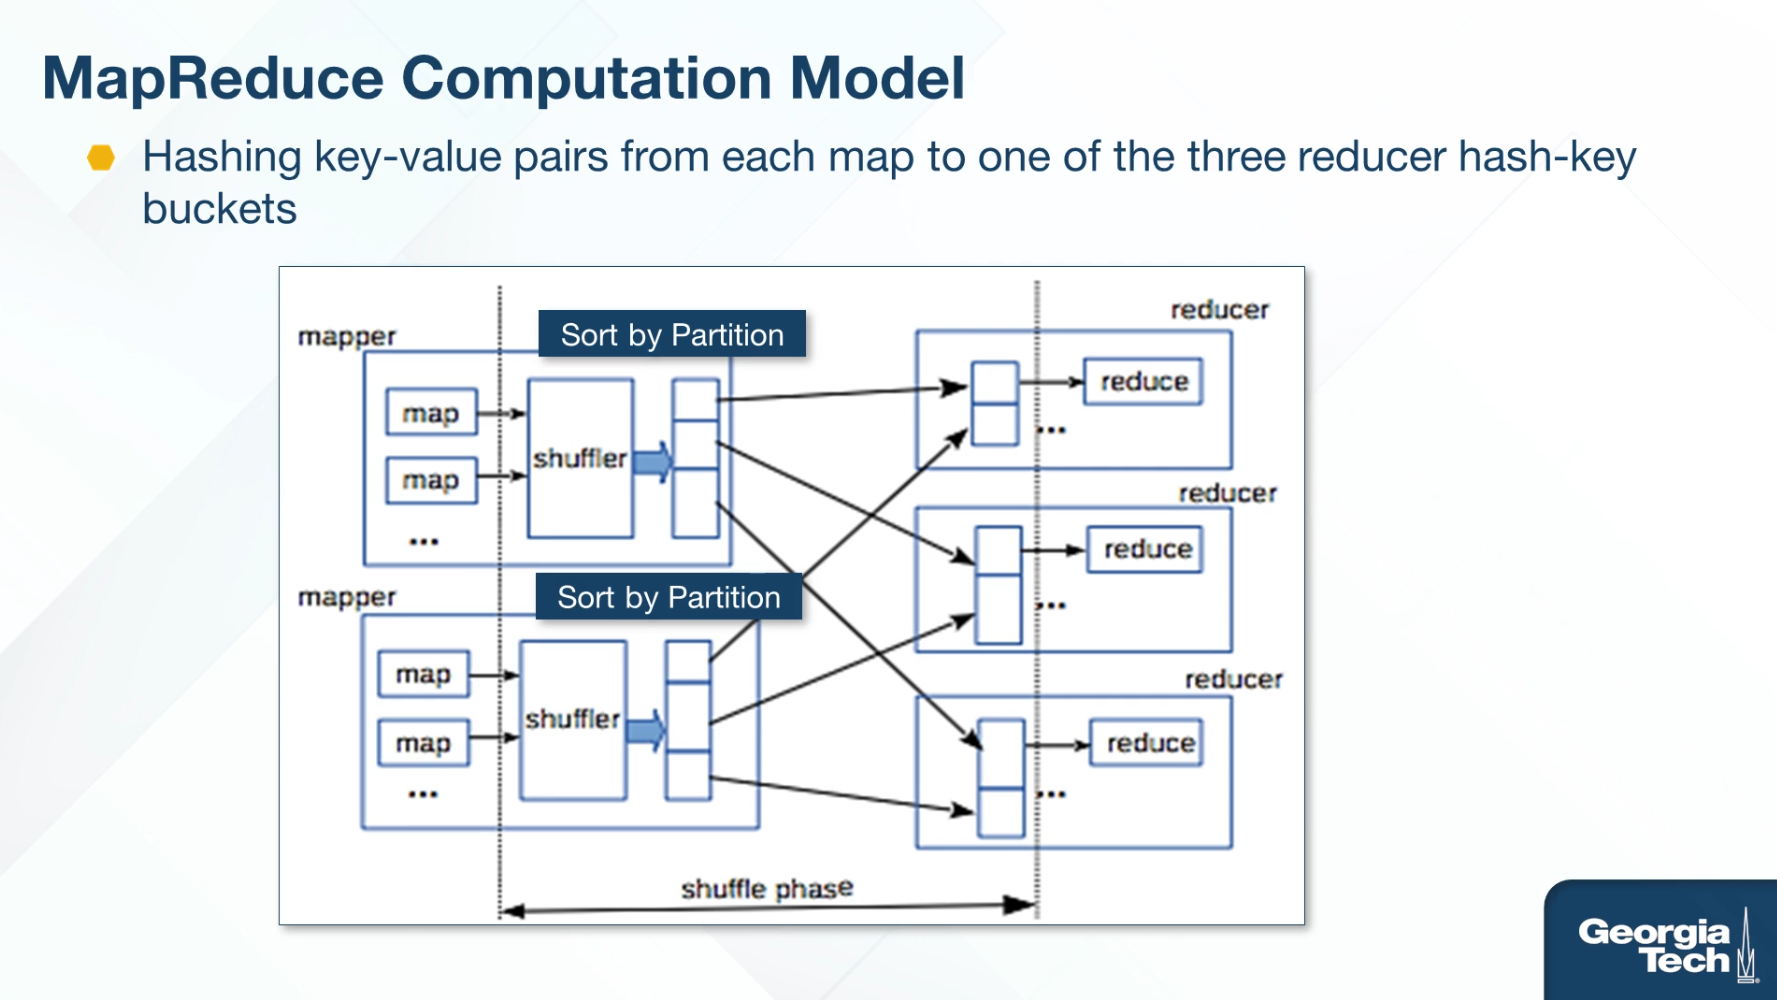 MapReduce Computation Model
Hashing key-value pairs from each map to one of the three reducer hash-key
buckets
mapper
Sort by Partition
map
map
...
shuffler
mapper
Sort by Partition
map
map
...
shuffler
reducer
reduce
...
reducer
reduce
...
reducer
reduce
...
shuffle phase
Georgia
Tech